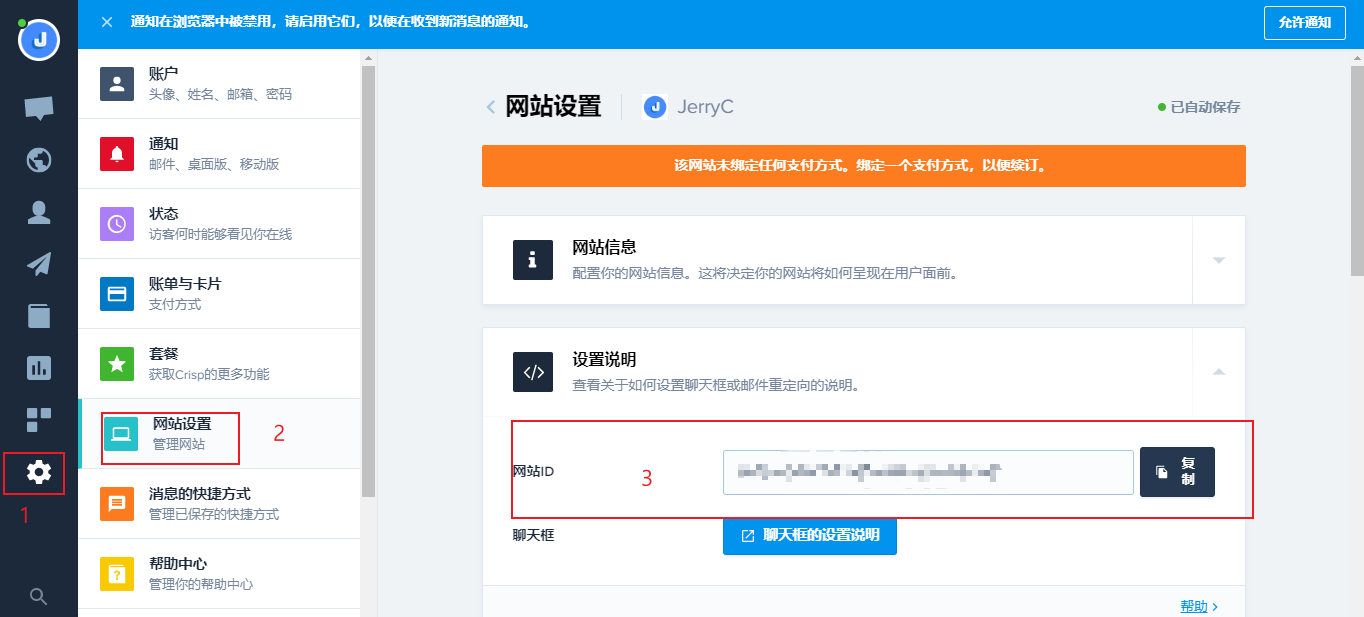 通知在浏览器中被禁用，请启用它们，以便在收到新消息的通知。
允许通知
账户
头像、姓名、邮箱、密码
通知
邮件、桌面版、移动版
状态
访客何时能够看见你在线
账单与卡片
支付方式
套餐
获取Crisp的更多功能
网站设置
管理网站
2
1
消息的快捷方式
管理已保存的快捷方式
帮助中心
管理你的帮助中心
网站设置
JerryC
已自动保存
该网站未绑定任何支付方式。绑定一个支付方式，以便续订。
网站信息
配置你的网站信息。这将决定你的网站将如何呈现在用户面前。
设置说明
查看关于如何设置聊天框或邮件重定向的说明。
网站ID
3
复制
聊天框
聊天框的设置说明
帮助